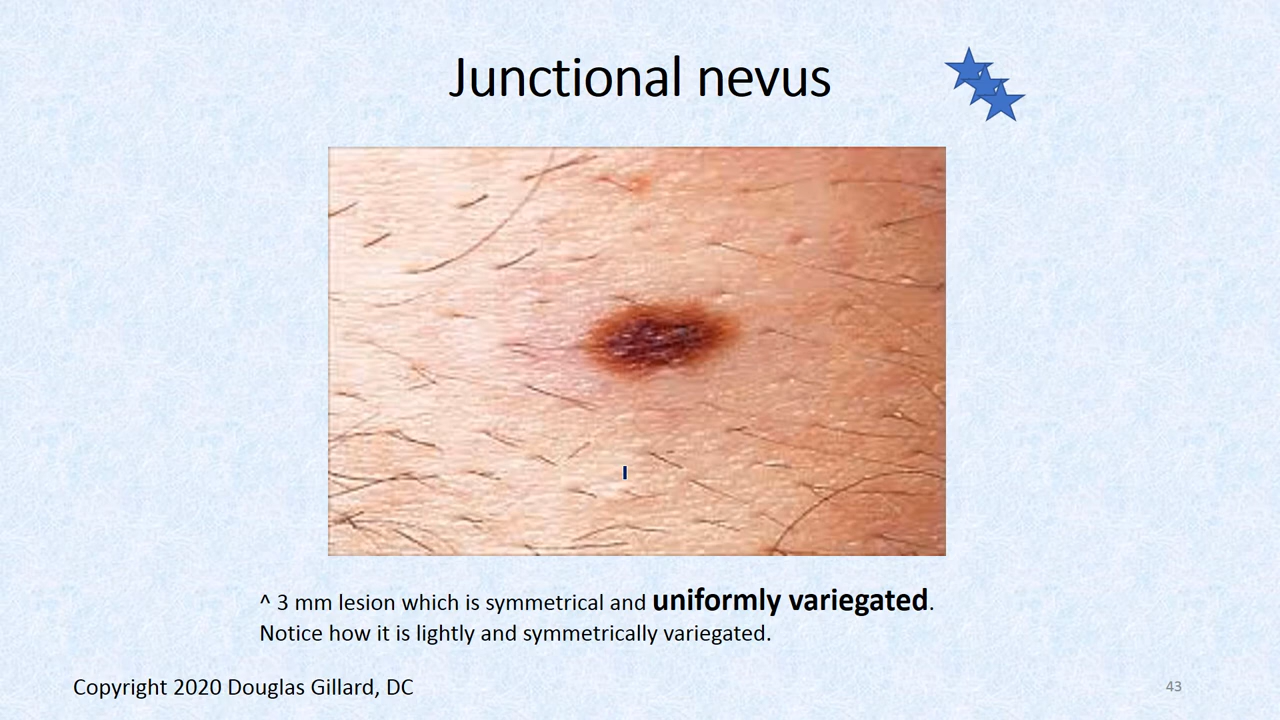 Junctional nevus
^ 3 mm lesion which is symmetrical and uniformly variegated.
Notice how it is lightly and symmetrically variegated.
Copyright 2020 Douglas Gillard, DC
43